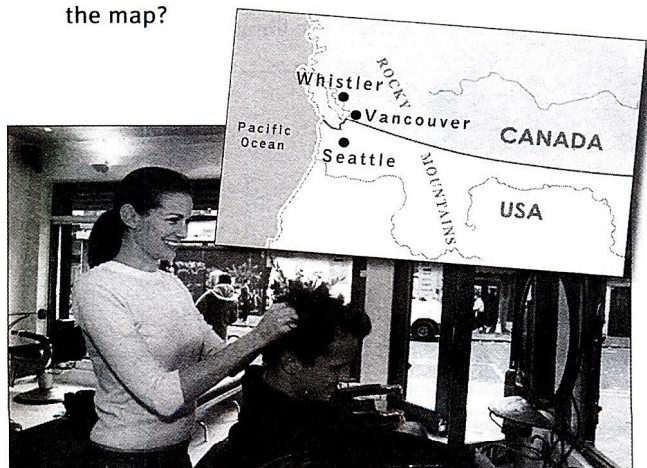 the map?
Whistler
ROCKY
Vancouver
Pacific
Ocean
CANADA
Seattle
MOUNTAINS
USA